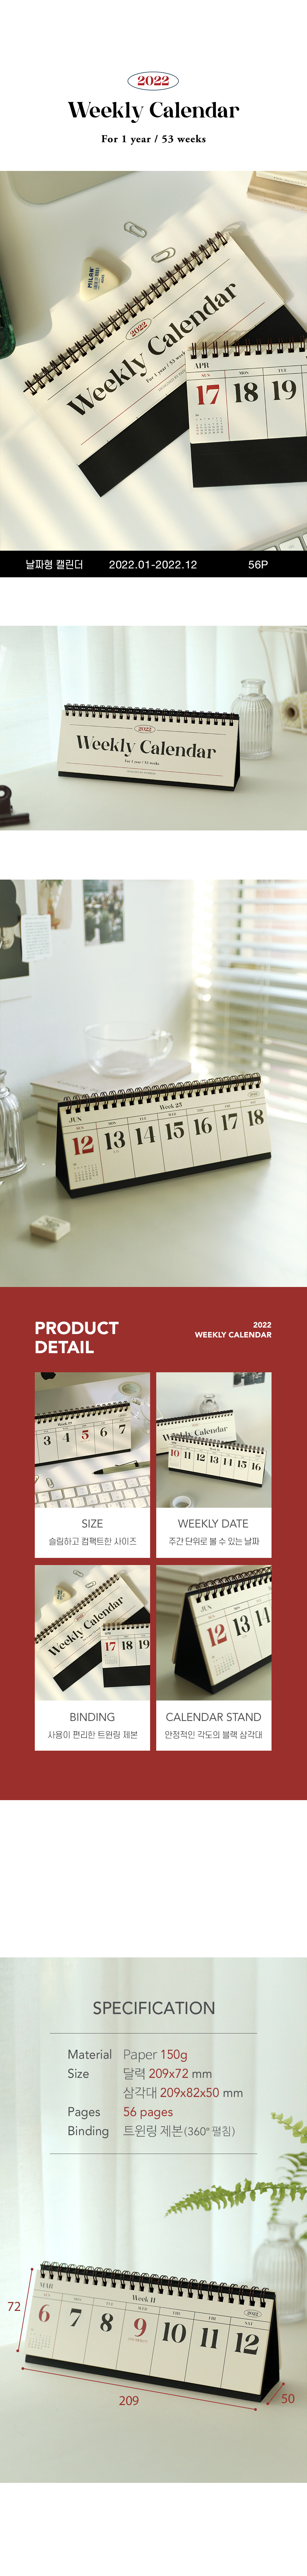 2022
Weekly Calendar
For 1 year / 53 weeks
MILAN
2022
Weekly Calendar
For 1 year / 53 week
APR
SUN MON TUE
17 18 19
날짜형 캘린더 2022.01-2022.12 56P
2022
Weekly Calendar
For 1 year / 53 weeks
JUN Week 25
12 13 14 15 16 17 18
PRODUCT
DETAIL
2022
WEEKLY CALENDAR
3 4 5 6 7
Weekly Calendar
10 11 12 13 14 15 16
SIZE
슬림하고 컴팩트한 사이즈
WEEKLY DATE
주간 단위로 볼 수 있는 날짜
Weekly Calendar
APR
17 18 19
JUN
12 13 14
BINDING
사용이 편리한 트윈링 제본
CALENDAR STAND
안정적인 각도의 블랙 삼각대
SPECIFICATION
Material Paper 150g
Size 달력 209x72 mm
삼각대 209x82x50 mm
Pages 56 pages
Binding 트윈링 제본(360° 펼침)
MAR Week 11 2022
6 7 8 9 10 11 12
72
209
50